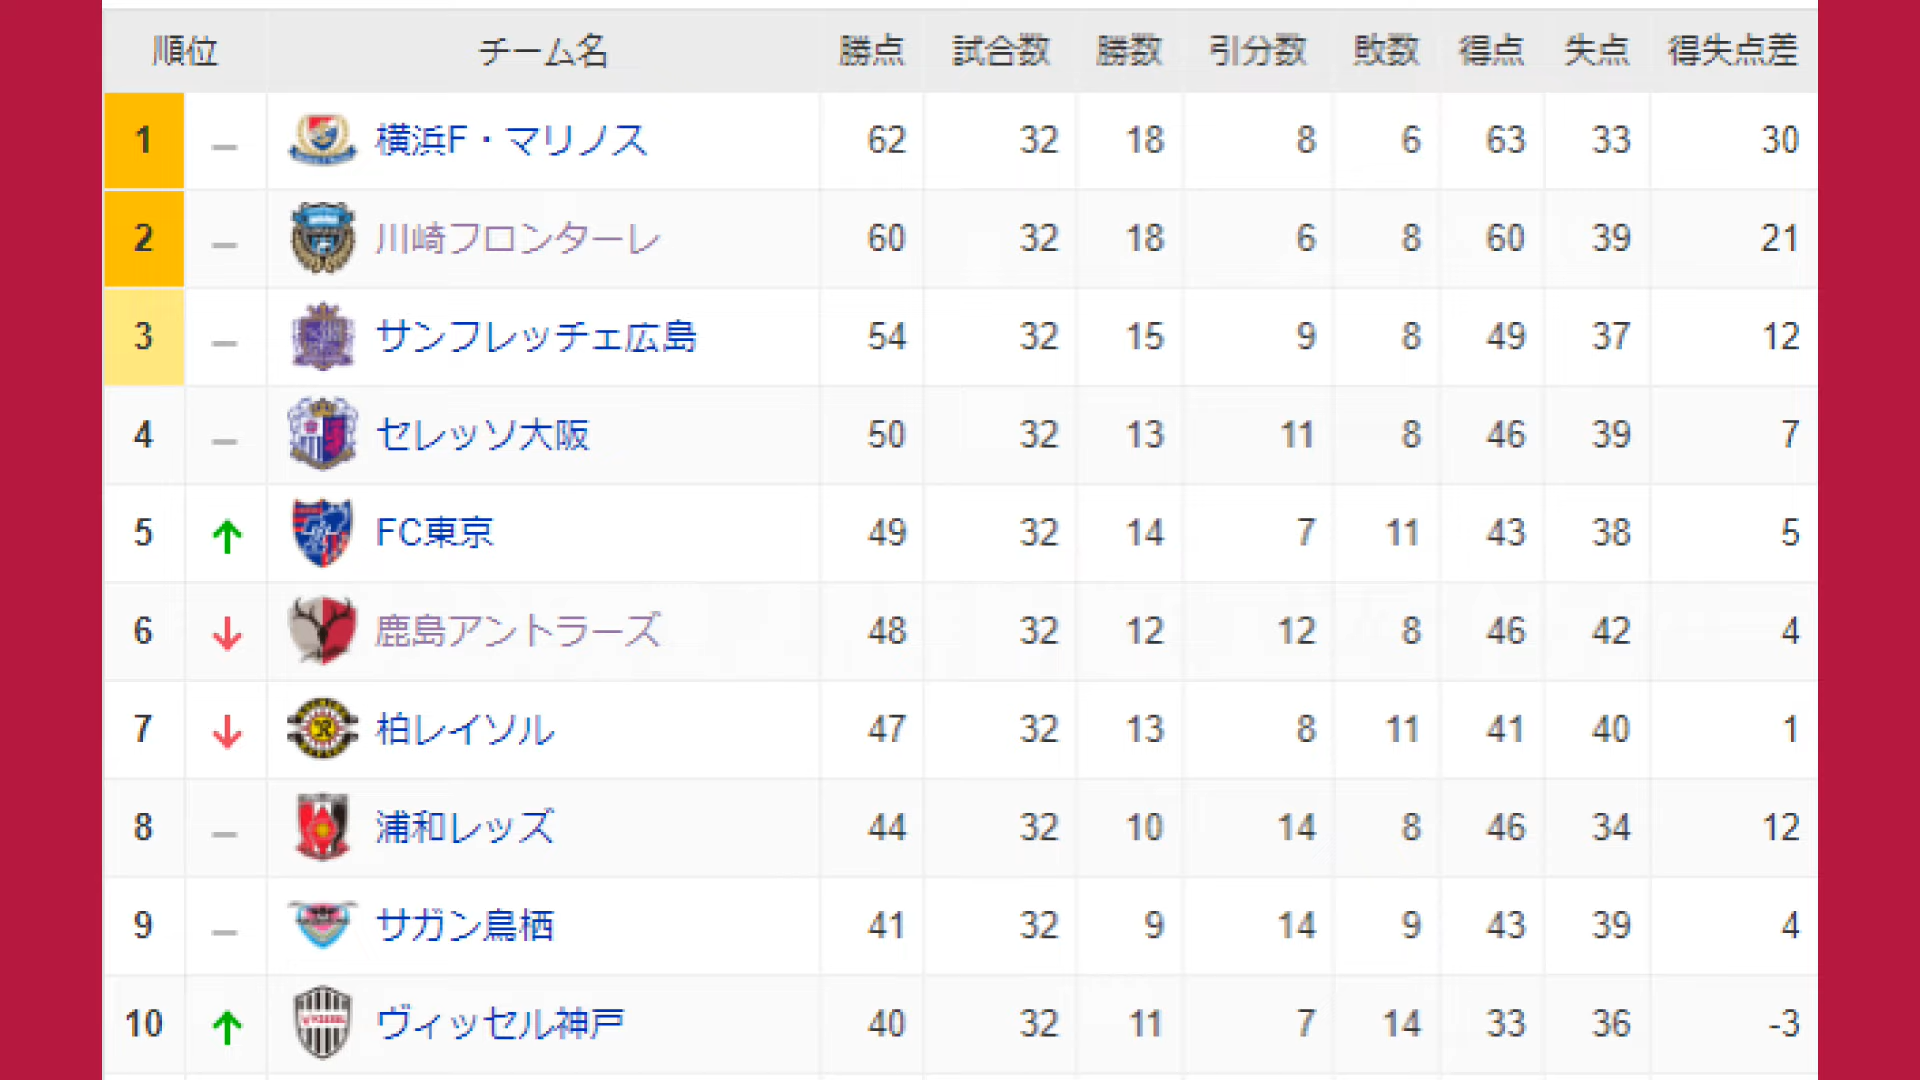 順位 チーム名 勝点 試合数 勝数 引分数 敗数 得点 失点 得失点差
1 – 横浜F・マリノス 62 32 18 8 6 63 33 30
2 – 川崎フロンターレ 60 32 18 6 8 60 39 21
3 – サンフレッチェ広島 54 32 15 9 8 49 37 12
4 – セレッソ大阪 50 32 13 11 8 46 39 7
5 ↑ FC東京 49 32 14 7 11 43 38 5
6 ↓ 鹿島アントラーズ 48 32 12 12 8 46 42 4
7 ↓ 柏レイソル 47 32 13 8 11 41 40 1
8 – 浦和レッズ 44 32 10 14 8 46 34 12
9 – サガン鳥栖 41 32 9 14 9 43 39 4
10 ↑ ヴィッセル神戸 40 32 11 7 14 33 36 -3